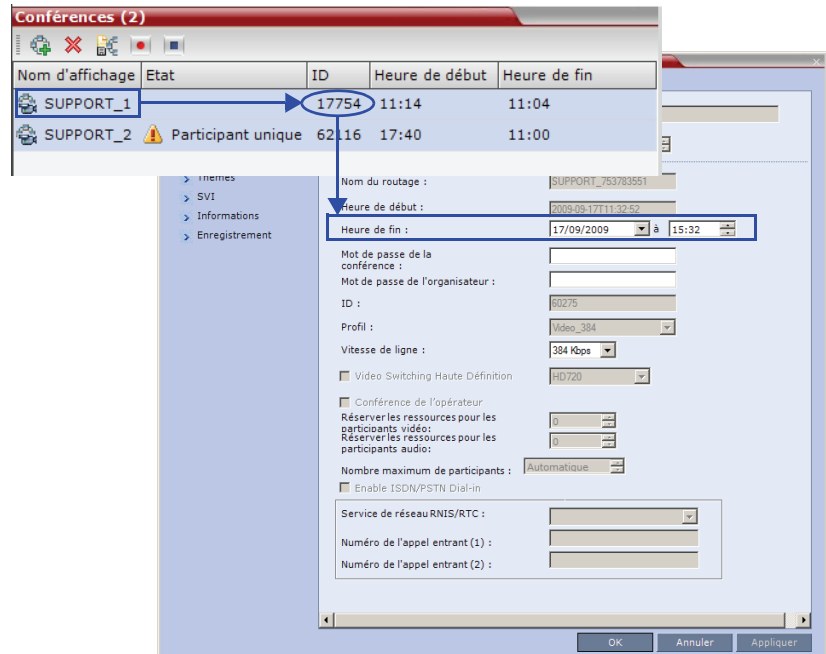 Conférences (2)
Nom d'affichage Etat ID Heure de début Heure de fin
SUPPORT_1 17754 11:14 11:04
SUPPORT_2 Participant unique 62116 17:40 11:00
Thèmes
SVI
Informations
Enregistrement
Nom du routage : SUPPORT_753783551
Heure de début : 2009-09-17T11:32:52
Heure de fin : 17/09/2009 à 15:32
Mot de passe de la
conférence :
Mot de passe de l'organisateur :
ID : 60275
Profil : Video_384
Vitesse de ligne : 384 Kbps
Video Switching Haute Définition HD720
Conférence de l'opérateur
Réserver les ressources pour les
participants vidéo: 0
Réserver les ressources pour les
participants audio: 0
Nombre maximum de participants : Automatique
Enable ISDN/PSTN Dial-in
Service de réseau RNIS/RTC :
Numéro de l'appel entrant (1) :
Numéro de l'appel entrant (2) :
OK Annuler Appliquer